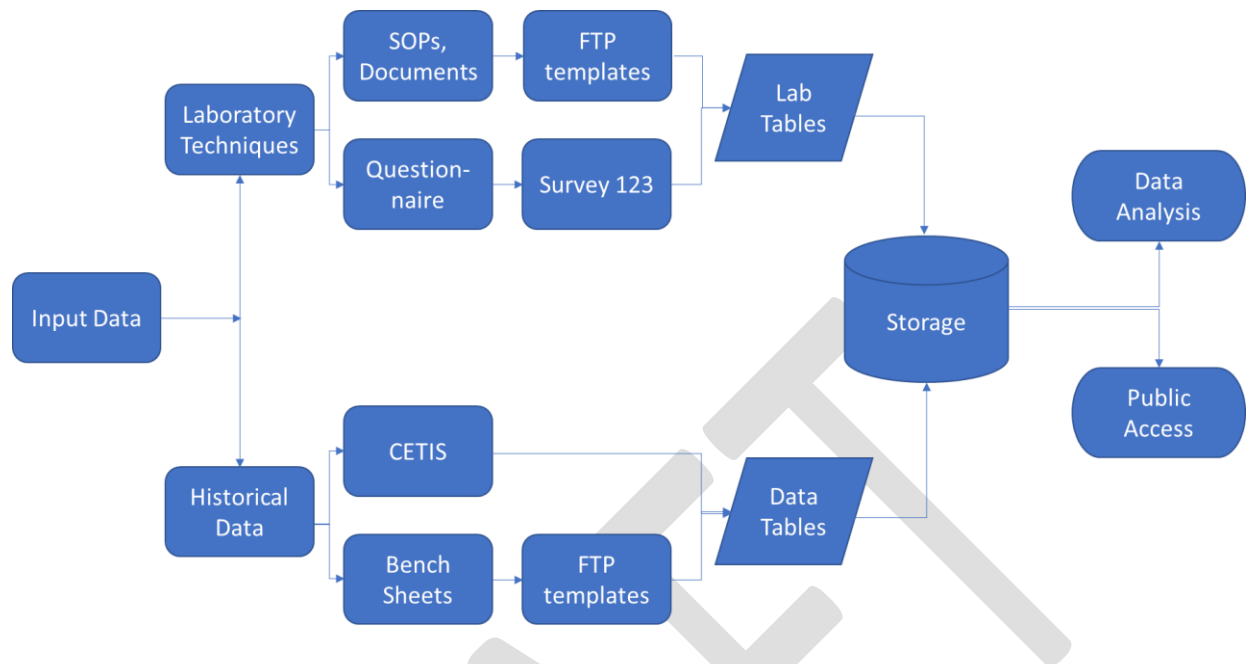 SOPs,
Documents
FTP
templates
Laboratory
Techniques
Lab
Tables
Question-
naire
Survey 123
Data
Analysis
Input Data
Storage
Public
Access
CETIS
Historical
Data
Data
Tables
Bench
Sheets
FTP
templates